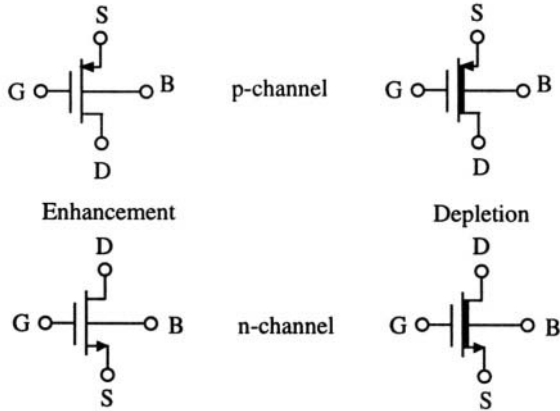 S S
G B p-channel G B
D D
Enhancement Depletion
D D
G B n-channel G B
S S